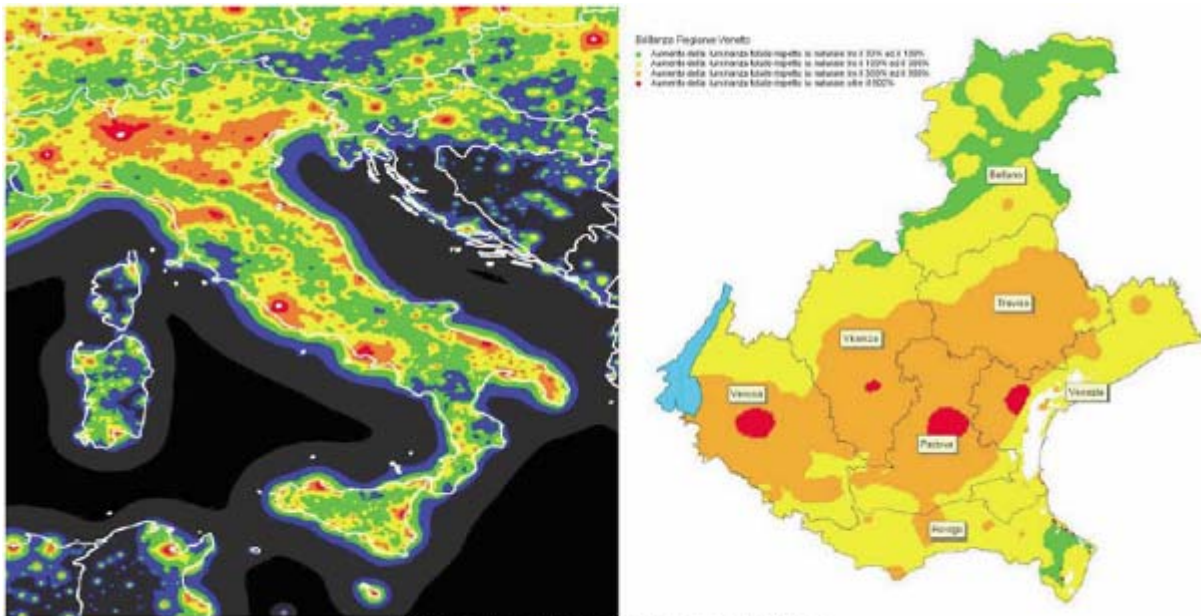 Brillanza Regione Veneto
Aumento della luminanza totale rispetto la naturale tra il 33% ed il 100%
Aumento della luminanza totale rispetto la naturale tra il 100% ed il 300%
Aumento della luminanza totale rispetto la naturale tra il 300% ed il
Aumento della luminanza totale rispetto la naturale oltre il
Belluno
Treviso
Vicenza
Verona
Venezia
Padova
Rovigo